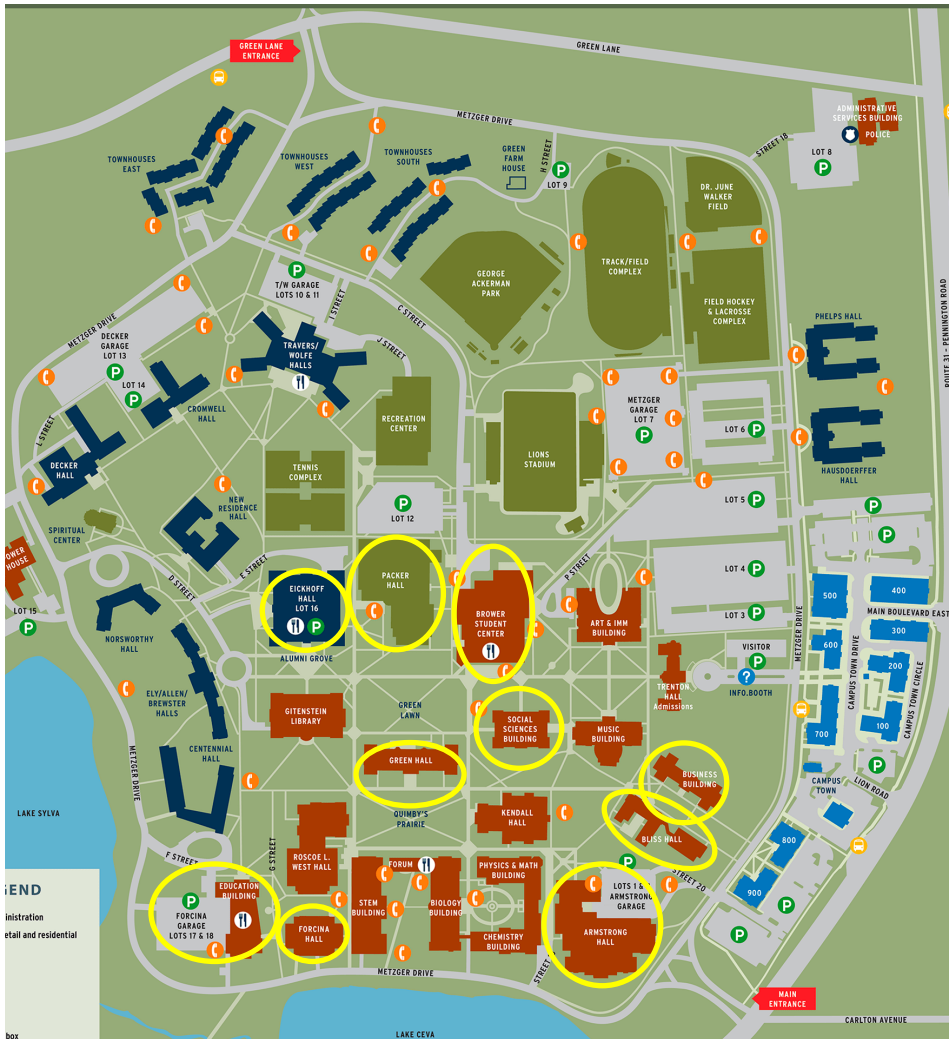 GREEN LANE
ENTRANCE
GREEN LANE
METZGER DRIVE
ADMINISTRATIVE
SERVICES BUILDING
POLICE
STREET 18
LOT 8
P
TOWNHOUSES
EAST
TOWNHOUSES
WEST
TOWNHOUSES
SOUTH
GREEN
FARM
HOUSE
H STREET
P
LOT 9
DR. JUNE
WALKER
FIELD
TRACK/FIELD
COMPLEX
GEORGE
ACKERMAN
PARK
FIELD HOCKEY
& LACROSSE
COMPLEX
P
T/W GARAGE
LOTS 10 & 11
I STREET
C STREET
J STREET
METZGER DRIVE
DECKER
GARAGE
LOT 13
P
LOT 14
P
TRAVERS/
WOLFE
HALLS
CROMWELL
HALL
L STREET
DECKER
HALL
PHELPS HALL
ROUTE 31 - PENNINGTON ROAD
RECREATION
CENTER
METZGER
GARAGE
LOT 7
P
LOT 6
P
LIONS
STADIUM
TENNIS
COMPLEX
HAUSDOERFFER
HALL
NEW
RESIDENCE
HALL
SPIRITUAL
CENTER
P
LOT 12
LOT 5
P
P
P
OWER
HOUSE
LOT 15
P
D STREET
E STREET
EICKHOFF
HALL
LOT 16
P
ALUMNI GROVE
PACKER
HALL
BROWER
STUDENT
CENTER
P STREET
ART & IMM
BUILDING
LOT 4
P
LOT 3
P
METZGER DRIVE
500
400
MAIN BOULEVARD EAST
300
600
200
CAMPUS TOWN DRIVE
CAMPUS TOWN CIRCLE
100
700
VISITOR
P
?
INFO.BOOTH
NORSWORTHY
HALL
ELY/ALLEN/
BREWSTER
HALLS
GITENSTEIN
LIBRARY
GREEN
LAWN
SOCIAL
SCIENCES
BUILDING
MUSIC
BUILDING
TRENTON
HALL
Admissions
CENTENNIAL
HALL
METZGER DRIVE
GREEN HALL
BUSINESS
BUILDING
P
CAMPUS
TOWN
LION ROAD
LAKE SYLVA
QUIMBY'S
PRAIRIE
KENDALL
HALL
BLISS HALL
800
900
F STREET
G STREET
ROSCOE L.
WEST HALL
FORUM
PHYSICS & MATH
BUILDING
P
STREET 20
P
P
EGEND
ministration
etail and residential
box
EDUCATION
BUILDING
P
FORCINA
GARAGE
LOTS 17 & 18
FORCINA
HALL
STEM
BUILDING
BIOLOGY
BUILDING
CHEMISTRY
BUILDING
LOTS 1 &
ARMSTRONG
GARAGE
ARMSTRONG
HALL
STREET
METZGER DRIVE
MAIN
ENTRANCE
CARLTON AVENUE
LAKE CEVA